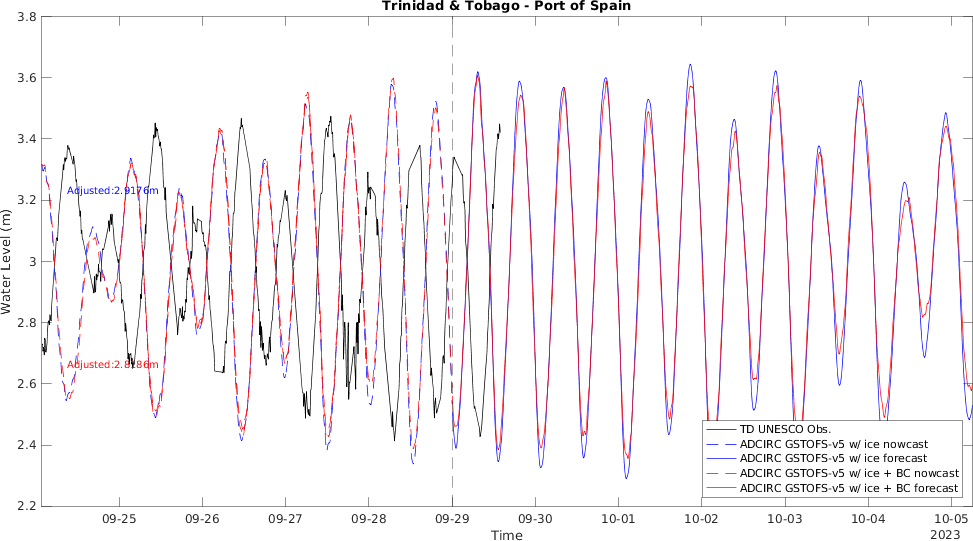 Trinidad & Tobago - Port of Spain
3.8
3.6
3.4
3.2
3
2.8
2.6
2.4
2.2
Water Level (m)
Adjusted:2.9176m
Adjusted:2.8186m
TD UNESCO Obs.
ADCIRC GSTOFS-v5 w/ ice nowcast
ADCIRC GSTOFS-v5 w/ ice forecast
ADCIRC GSTOFS-v5 w/ ice + BC nowcast
ADCIRC GSTOFS-v5 w/ ice + BC forecast
09-25 09-26 09-27 09-28 09-29 09-30 10-01 10-02 10-03 10-04 10-05
2023
Time